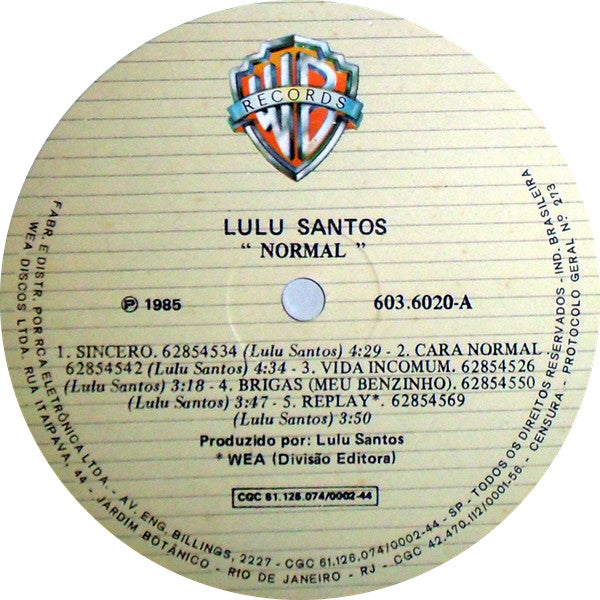 WB
RECORDS
LULU SANTOS
“ NORMAL ”
℗ 1985
603.6020-A
1. SINCERO. 62854534 (Lulu Santos) 4:29 - 2. CARA NORMAL.
62854542 (Lulu Santos) 4:34 - 3. VIDA INCOMUM. 62854526
(Lulu Santos) 3:18 - 4. BRIGAS (MEU BENZINHO). 62854550
(Lulu Santos) 3:47 - 5. REPLAY*. 62854569
(Lulu Santos) 3:50
Produzido por: Lulu Santos
* WEA (Divisão Editora)
CGC 61.126.074/0002-44
FABR. E DISTR. POR RCA ELETRÔNICA LTDA. - AV. ENG. BILLINGS, 2227 - CGC 61.126.074/0002-44 - SP - TODOS OS DIREITOS RESERVADOS - IND. BRASILEIRA
WEA DISCOS LTDA. RUA ITAIPAVA, 44 - JARDIM BOTÂNICO - RIO DE JANEIRO - RJ - CGC 42.470.112/0001-56 - CENSURA - PROTOCOLO GERAL Nº 273